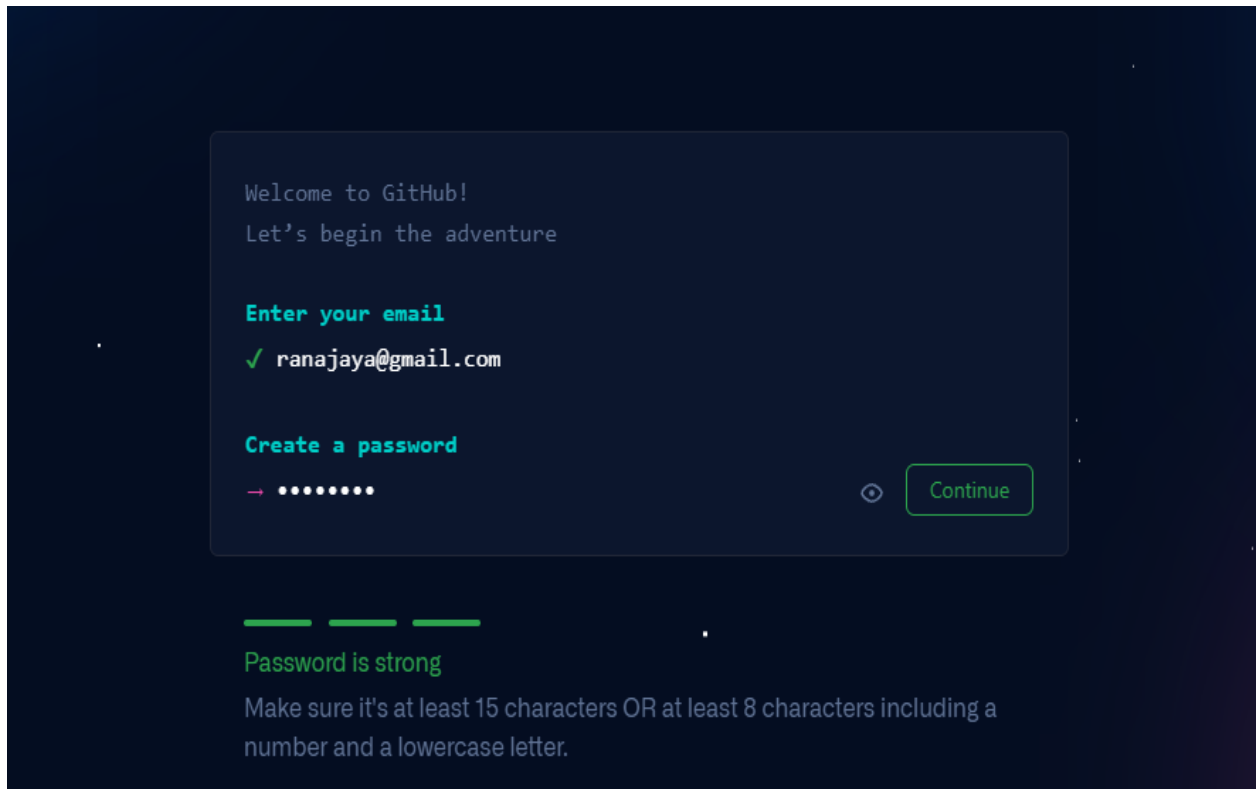 Welcome to GitHub!
Let’s begin the adventure
Enter your email
✓ ranajaya@gmail.com
Create a password
→ ••••••••
Continue
Password is strong
Make sure it's at least 15 characters OR at least 8 characters including a
number and a lowercase letter.